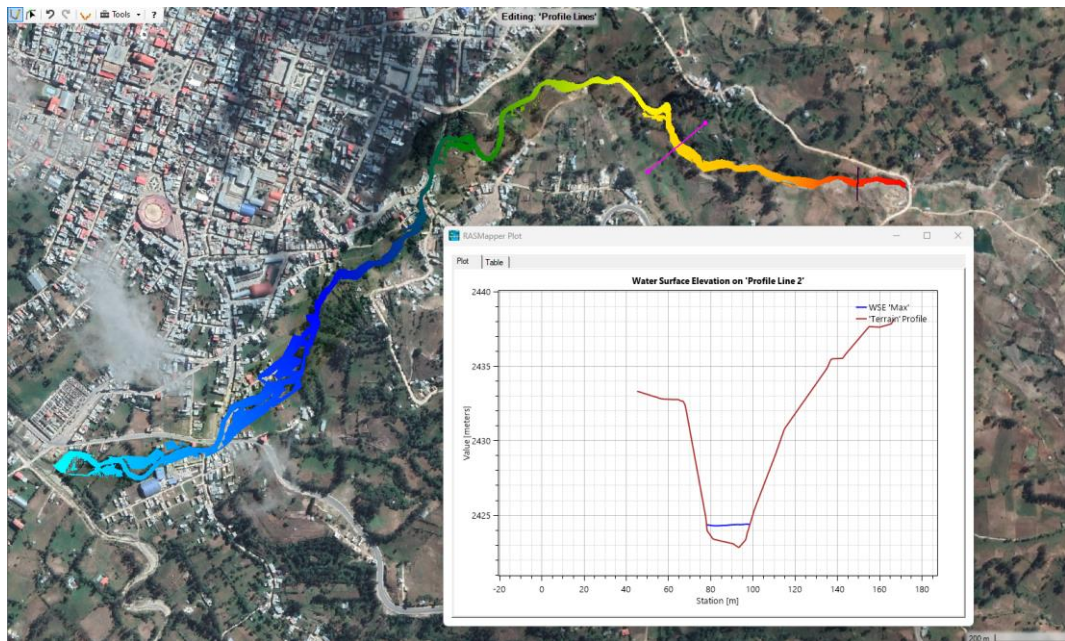 Tools ?
Editing: 'Profile Lines'
RASMapper Plot
Plot Table
Water Surface Elevation on 'Profile Line 2'
WSE 'Max'
'Terrain' Profile
Value [meters]
2440
2435
2430
2425
-20 0 20 40 60 80 100 120 140 160 180
Station [m]
200 m